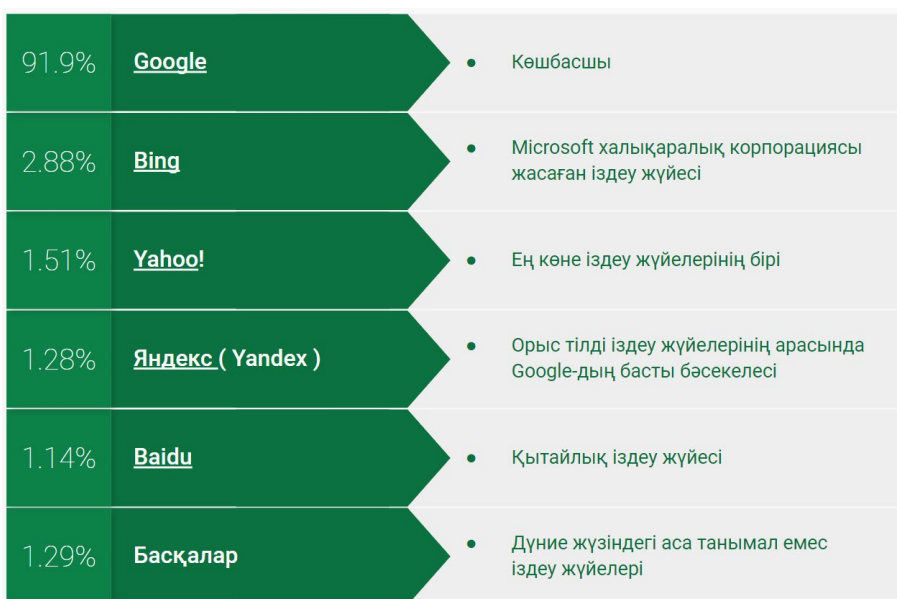 91.9% Google
Көшбасшы
2.88% Bing
Microsoft халықаралық корпорациясы
жасаған іздеу жүйесі
1.51% Yahoo!
Ең көне іздеу жүйелерінің бірі
1.28% Яндекс ( Yandex )
Орыс тілді іздеу жүйелерінің арасында
Google-дың басты бәсекелесі
1.14% Baidu
Қытайлық іздеу жүйесі
1.29% Басқалар
Дүние жүзіндегі аса танымал емес
іздеу жүйелері